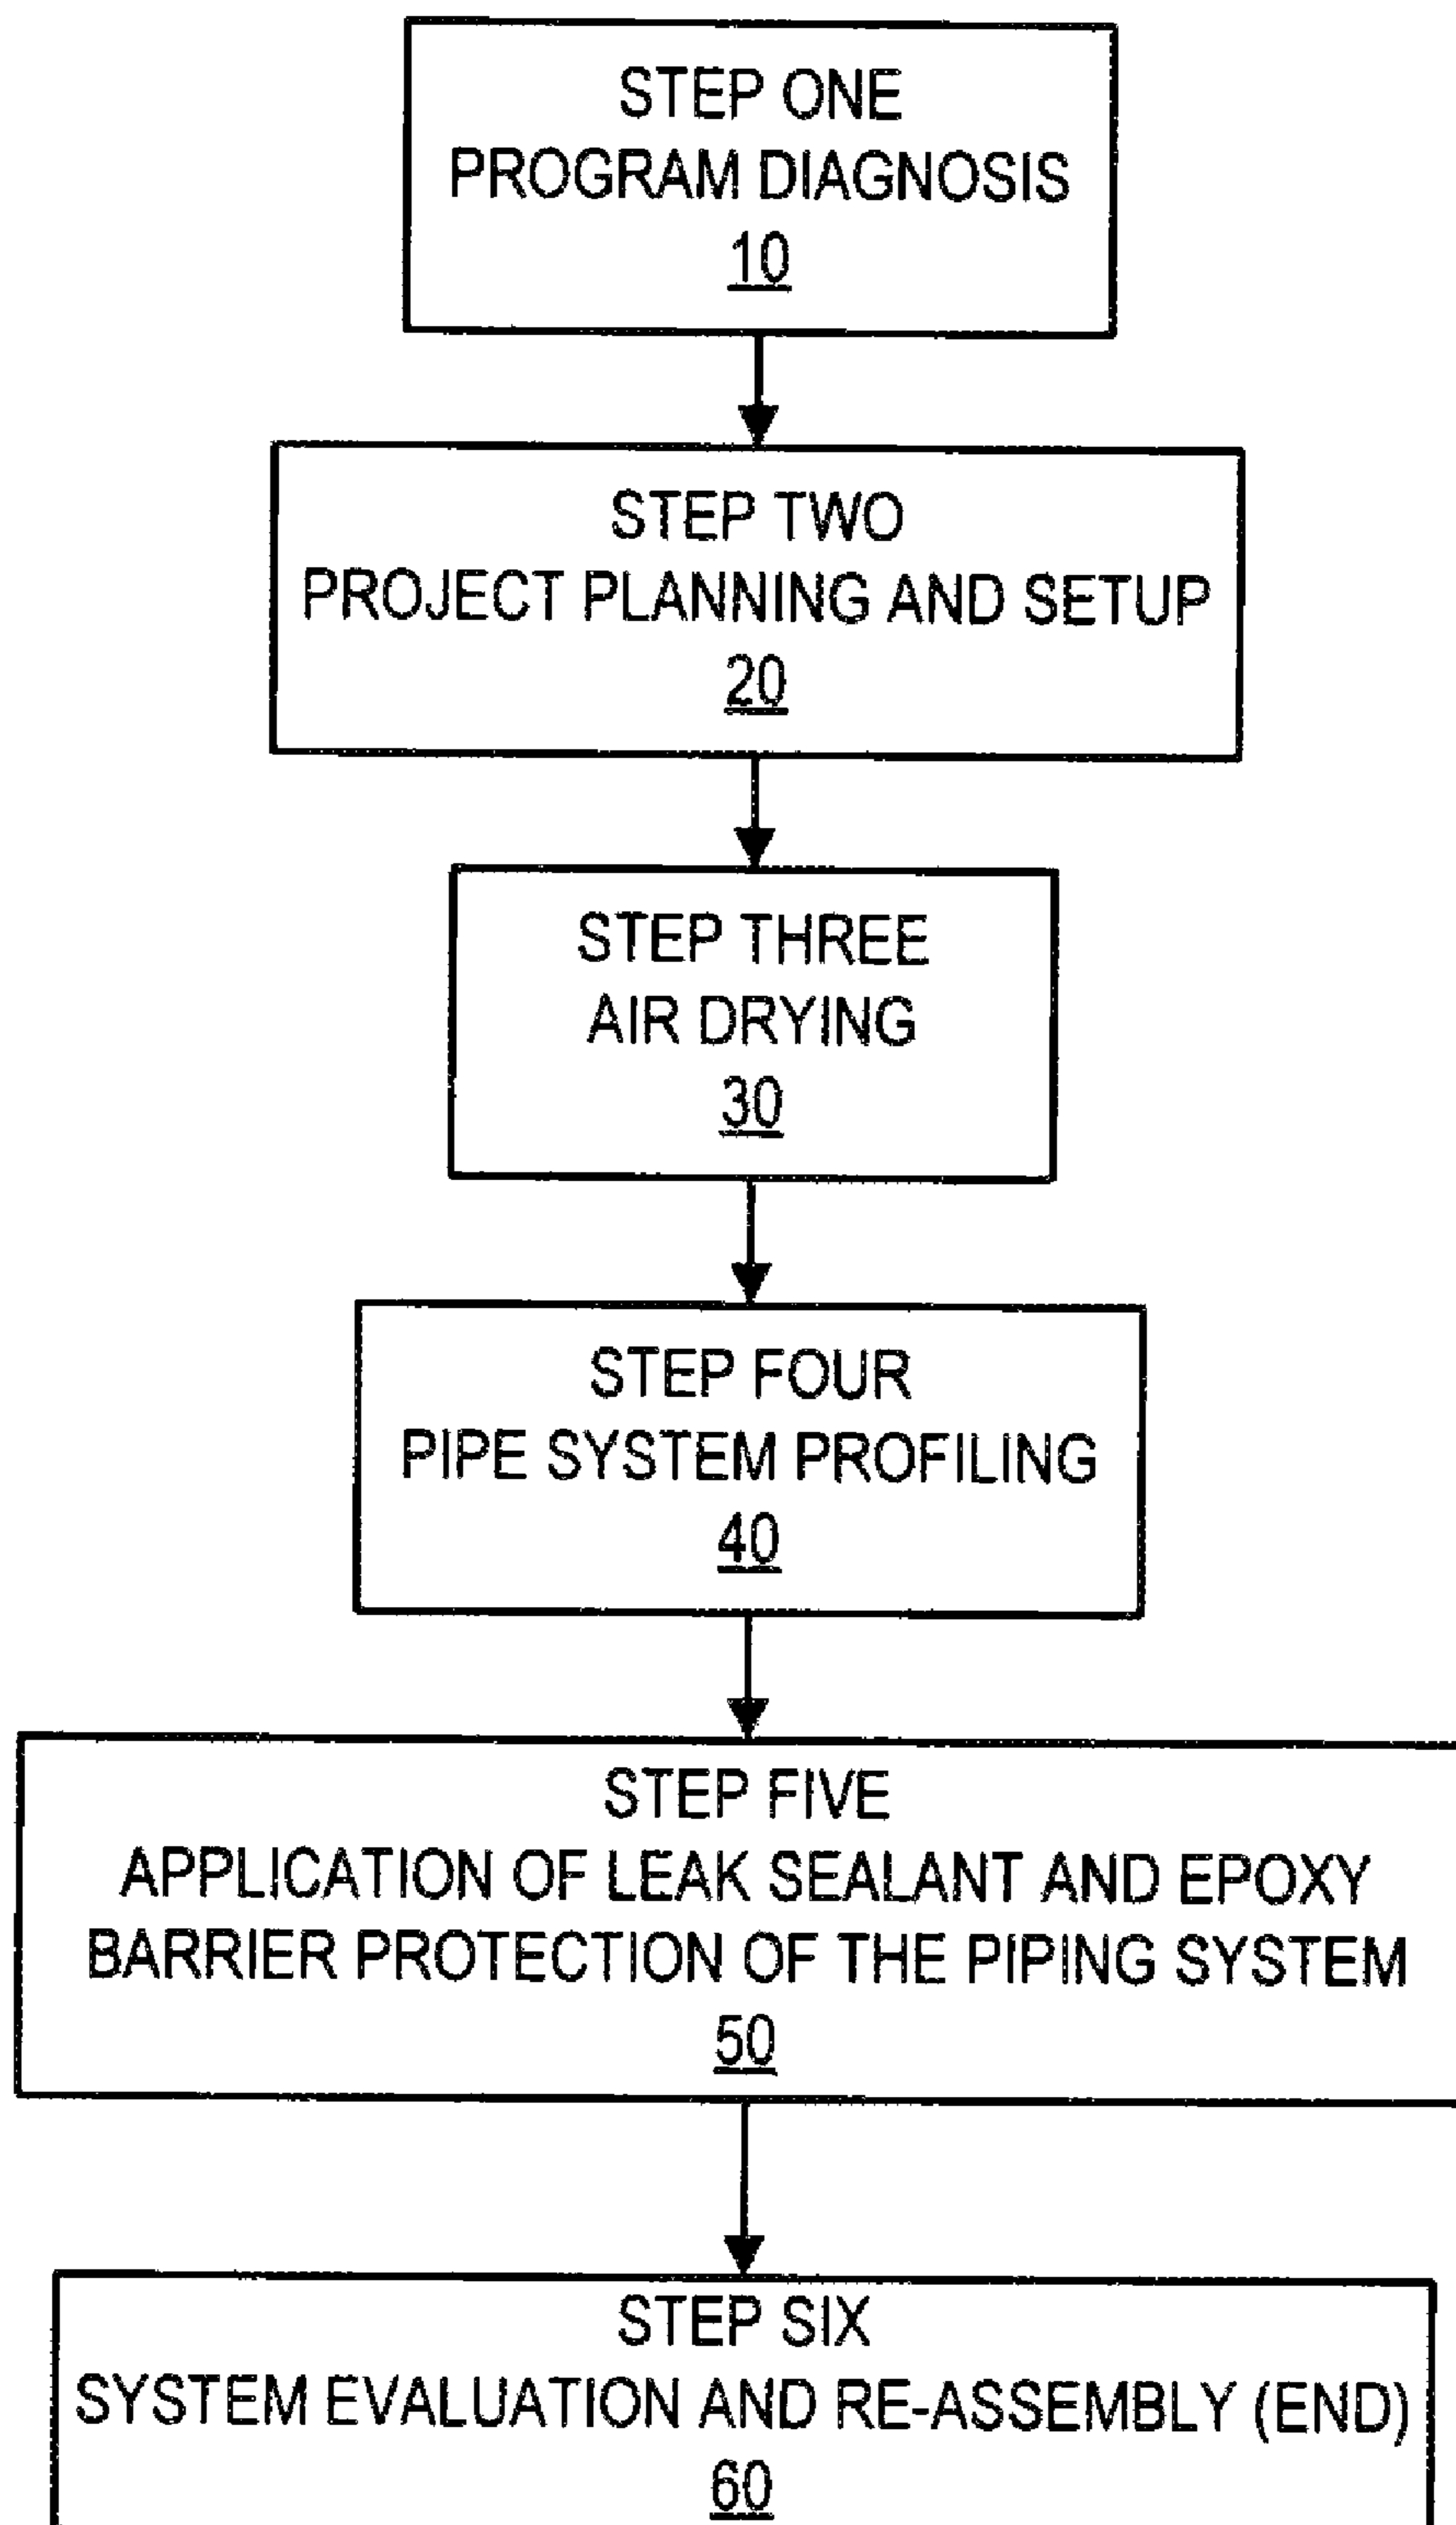 STEP ONE
PROGRAM DIAGNOSIS
10
STEP TWO
PROJECT PLANNING AND SETUP
20
STEP THREE
AIR DRYING
30
STEP FOUR
PIPE SYSTEM PROFILING
40
STEP FIVE
APPLICATION OF LEAK SEALANT AND EPOXY
BARRIER PROTECTION OF THE PIPING SYSTEM
50
STEP SIX
SYSTEM EVALUATION AND RE-ASSEMBLY (END)
60